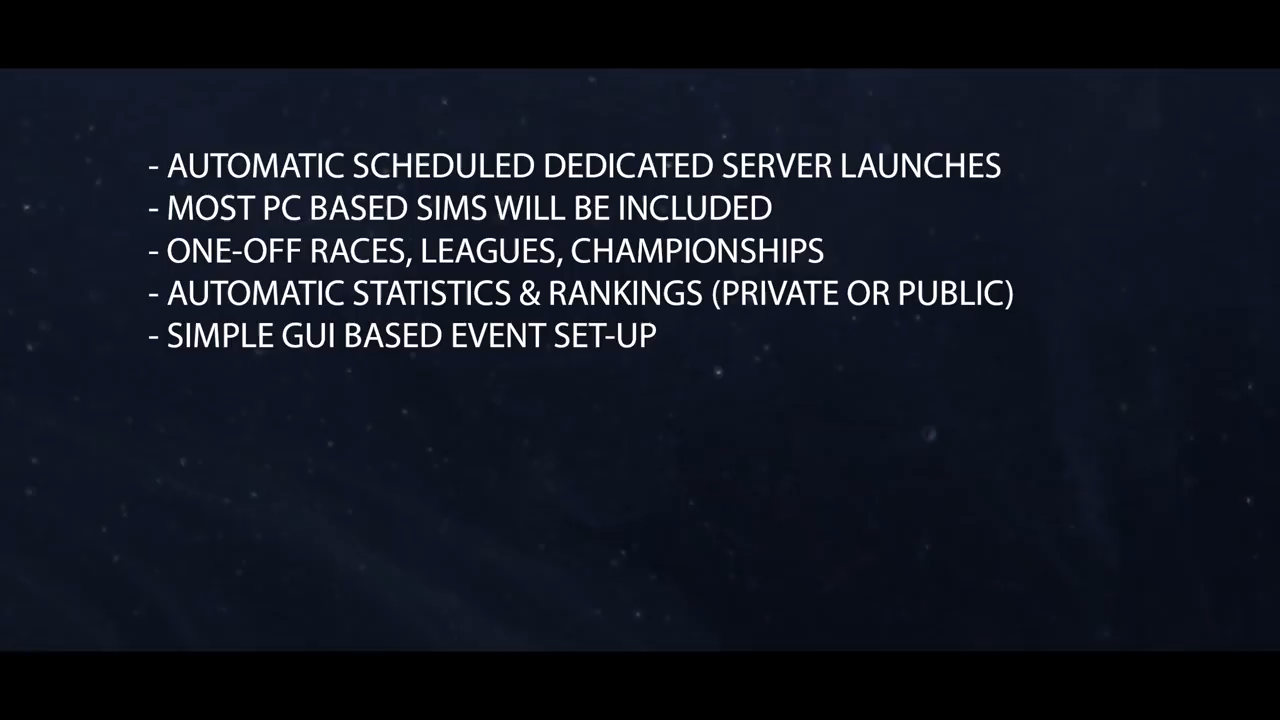 - AUTOMATIC SCHEDULED DEDICATED SERVER LAUNCHES
- MOST PC BASED SIMS WILL BE INCLUDED
- ONE-OFF RACES, LEAGUES, CHAMPIONSHIPS
- AUTOMATIC STATISTICS & RANKINGS (PRIVATE OR PUBLIC)
- SIMPLE GUI BASED EVENT SET-UP